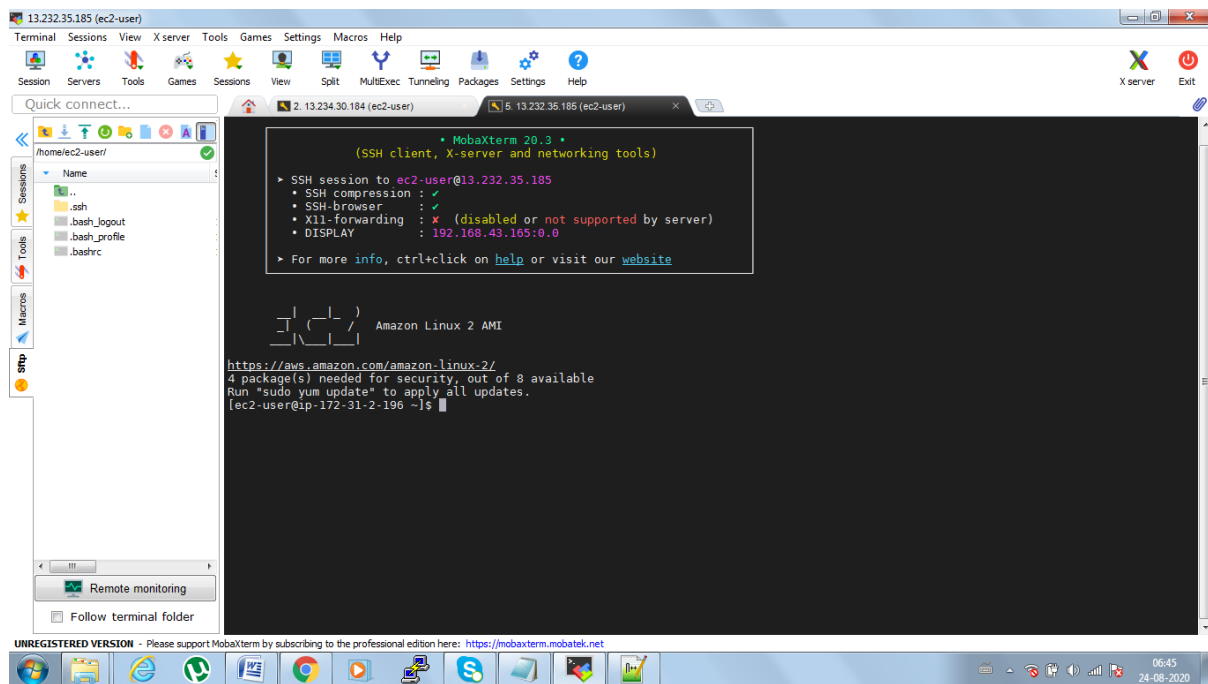 13.232.35.185 (ec2-user)
Terminal Sessions View X server Tools Games Settings Macros Help
Session Servers Tools Games Sessions View Split MultiExec Tunneling Packages Settings Help X server Exit
Quick connect...
2. 13.234.30.184 (ec2-user)
5. 13.232.35.185 (ec2-user)
/home/ec2-user/
Name
..
.ssh
.bash_logout
.bash_profile
.bashrc
Sessions
Tools
Macros
Sftp
• MobaXterm 20.3 •
(SSH client, X-server and networking tools)
➤ SSH session to ec2-user@13.232.35.185
• SSH compression : ✔
• SSH-browser : ✔
• X11-forwarding : ✘ (disabled or not supported by server)
• DISPLAY : 192.168.43.165:0.0
➤ For more info, ctrl+click on help or visit our website
__| __|_ )
_| ( / Amazon Linux 2 AMI
___|\___|___|
https://aws.amazon.com/amazon-linux-2/
4 package(s) needed for security, out of 8 available
Run "sudo yum update" to apply all updates.
[ec2-user@ip-172-31-2-196 ~]$
Remote monitoring
Follow terminal folder
UNREGISTERED VERSION - Please support MobaXterm by subscribing to the professional edition here: https://mobaxterm.mobatek.net
06:45
24-08-2020